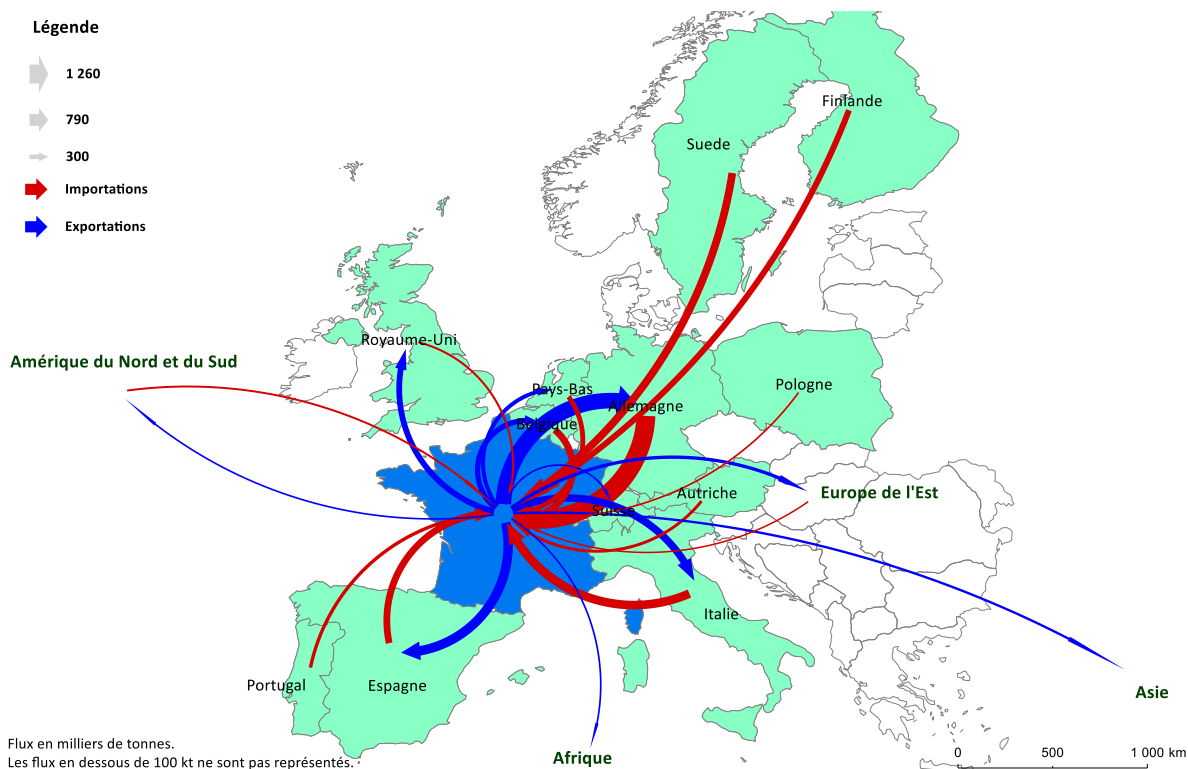 Légende
1 260
790
300
Importations
Exportations
Finlande
Suede
Royaume-Uni
Amérique du Nord et du Sud
Pays-Bas
Pologne
Allemagne
Belgique
Autriche
Europe de l'Est
Suisse
Italie
Portugal
Espagne
Asie
Afrique
Flux en milliers de tonnes.
Les flux en dessous de 100 kt ne sont pas représentés.
0 500 1 000 km